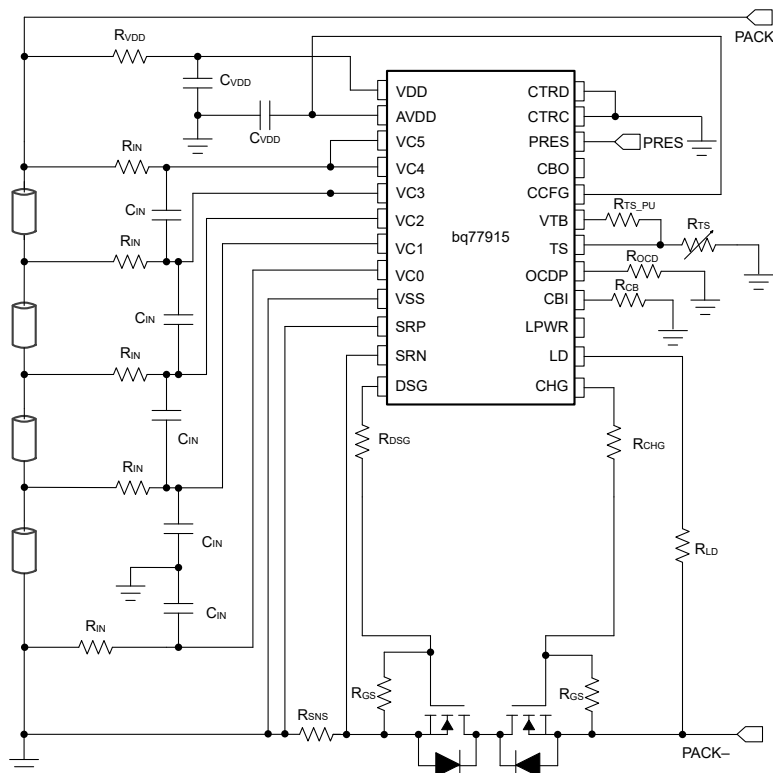 PACK
RVDD
CVDD
CVDD
RIN
CIN
RIN
CIN
RIN
CIN
RIN
CIN
CIN
RIN
VDD
AVDD
VC5
VC4
VC3
VC2
VC1
VC0
VSS
SRP
SRN
DSG
bq77915
CTRD
CTRC
PRES
CBO
CCFG
VTB
TS
OCDP
CBI
LPWR
LD
CHG
PRES
RTS_PU
RTS
ROCD
RCB
RDSG
RCHG
RLD
RGS
RGS
RSNS
PACK–